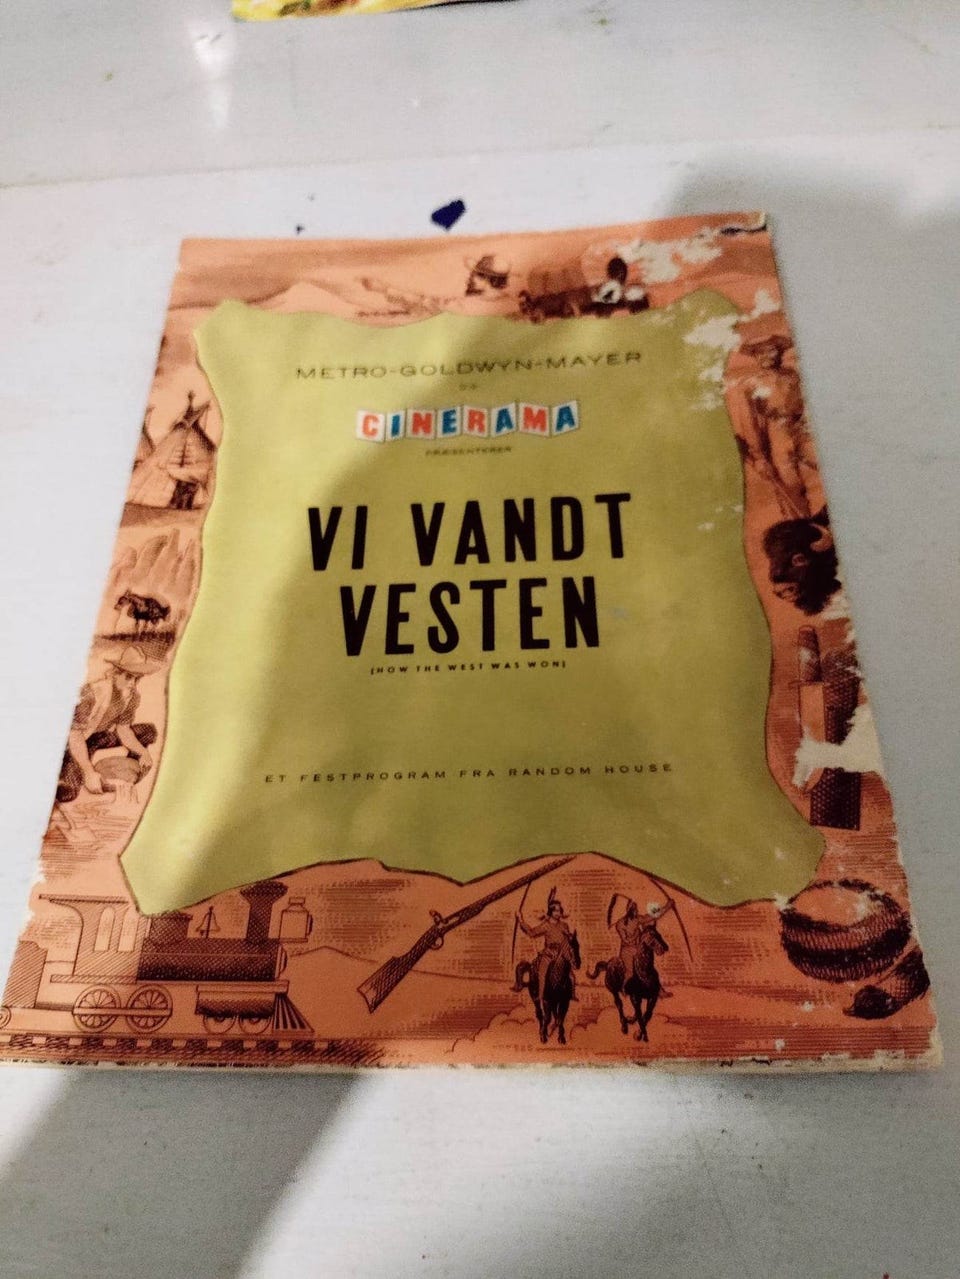 METRO-GOLDWYN-MAYER
OG
CINERAMA
PRÆSENTERER
VI VANDT
VESTEN
(HOW THE WEST WAS WON)
ET FESTPROGRAM FRA RANDOM HOUSE